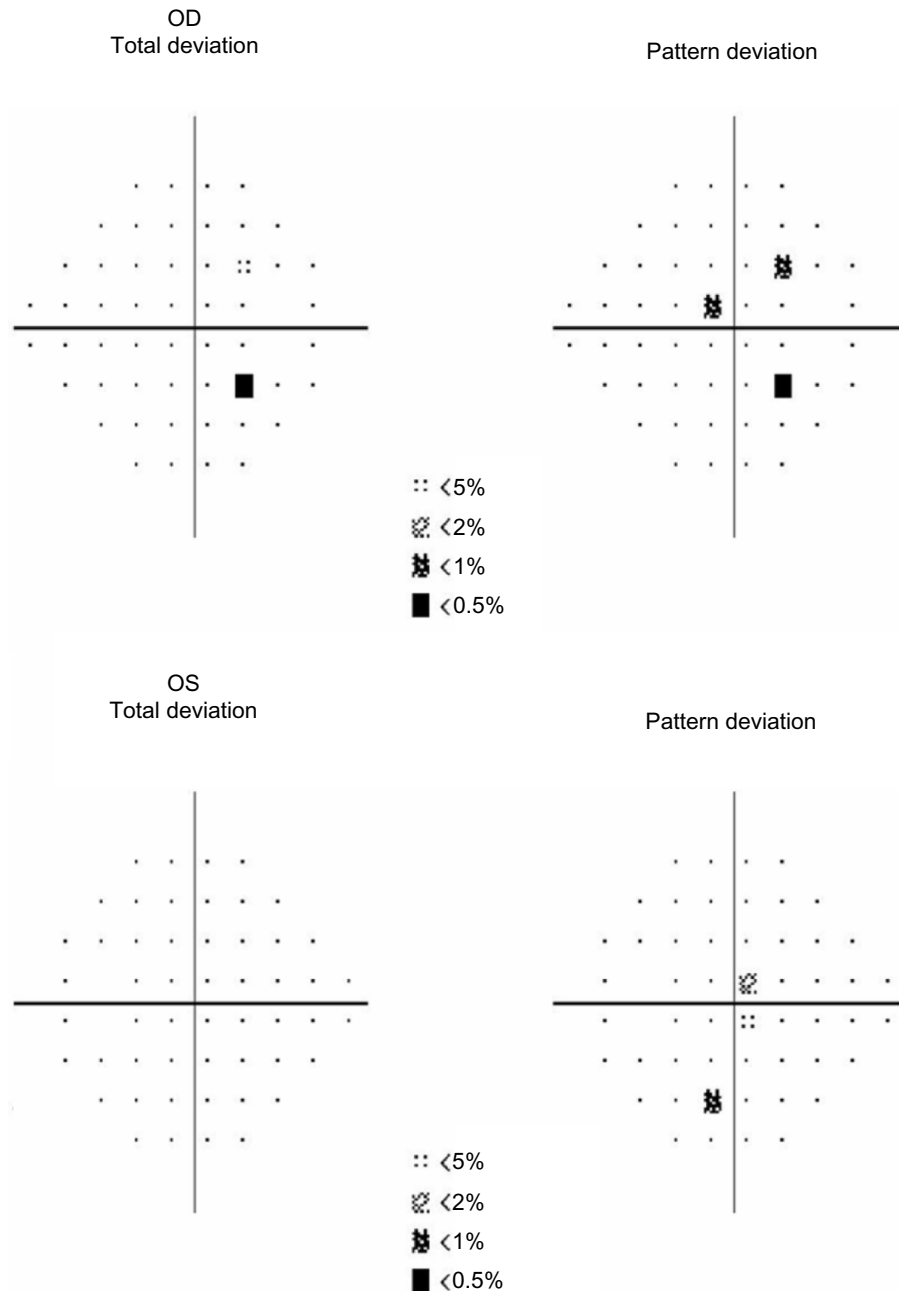 OD
Total deviation
Pattern deviation
<5%
<2%
<1%
<0.5%
OS
Total deviation
Pattern deviation
<5%
<2%
<1%
<0.5%